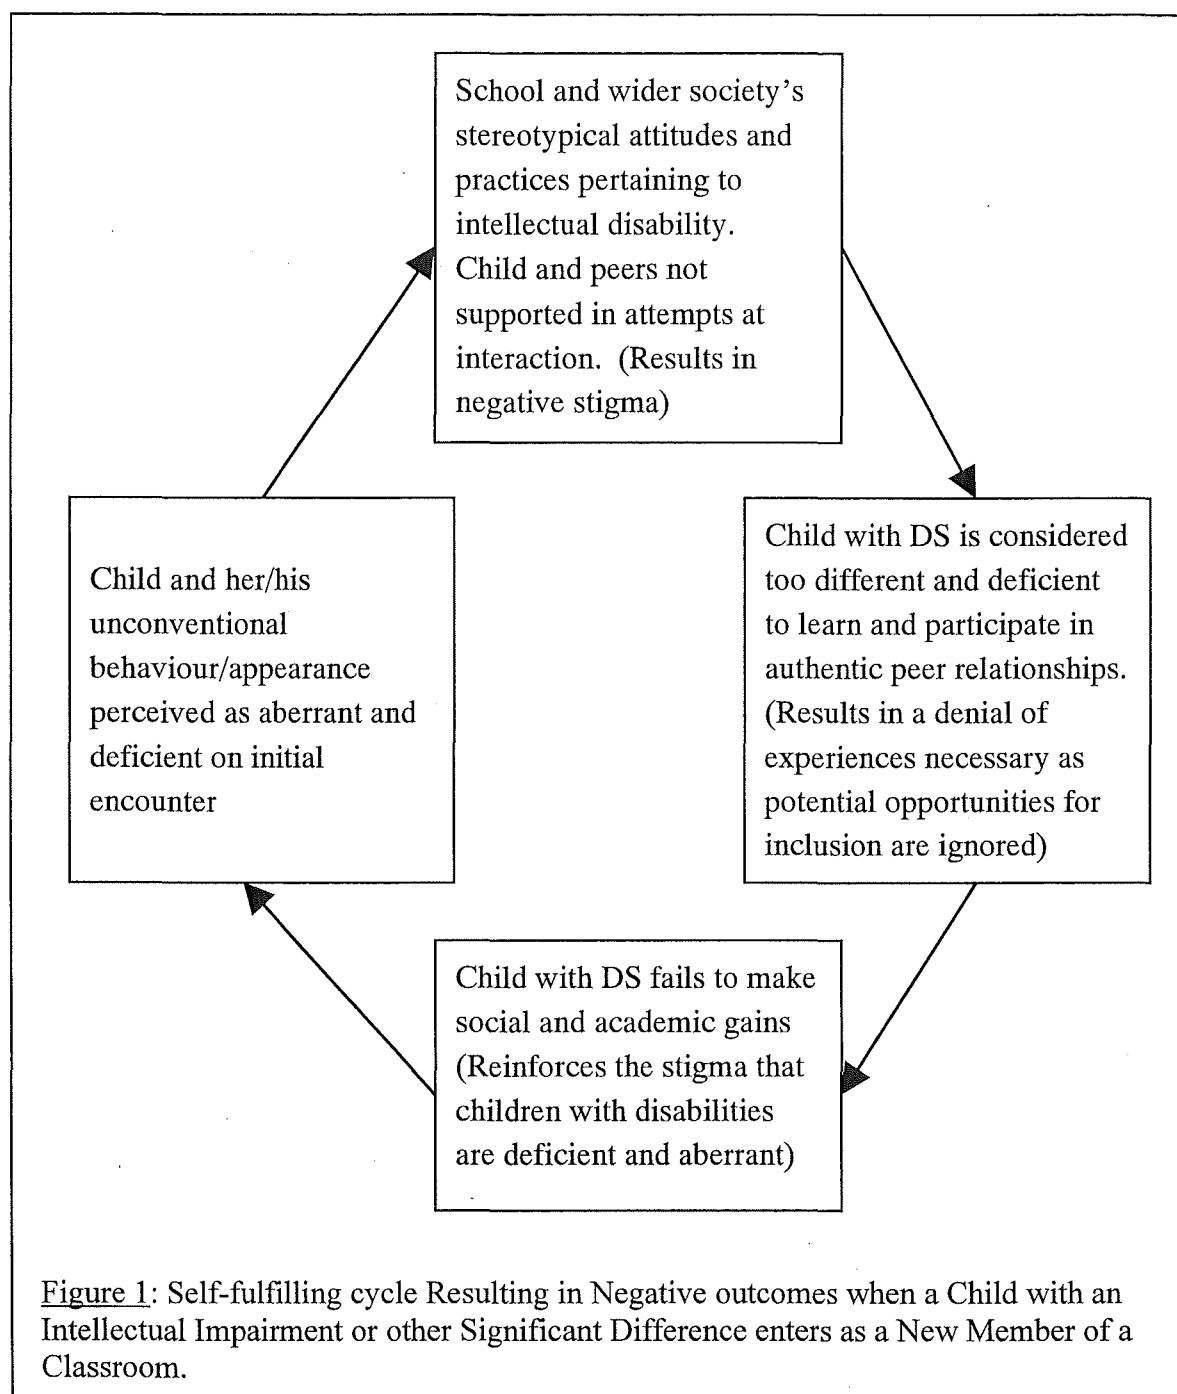 School and wider society's
stereotypical attitudes and
practices pertaining to
intellectual disability.
Child and peers not
supported in attempts at
interaction. (Results in
negative stigma)
Child with DS is considered
too different and deficient
to learn and participate in
authentic peer relationships.
(Results in a denial of
experiences necessary as
potential opportunities for
inclusion are ignored)
Child with DS fails to make
social and academic gains
(Reinforces the stigma that
children with disabilities
are deficient and aberrant)
Child and her/his
unconventional
behaviour/appearance
perceived as aberrant and
deficient on initial
encounter
Figure 1: Self-fulfilling cycle Resulting in Negative outcomes when a Child with an
Intellectual Impairment or other Significant Difference enters as a New Member of a
Classroom.